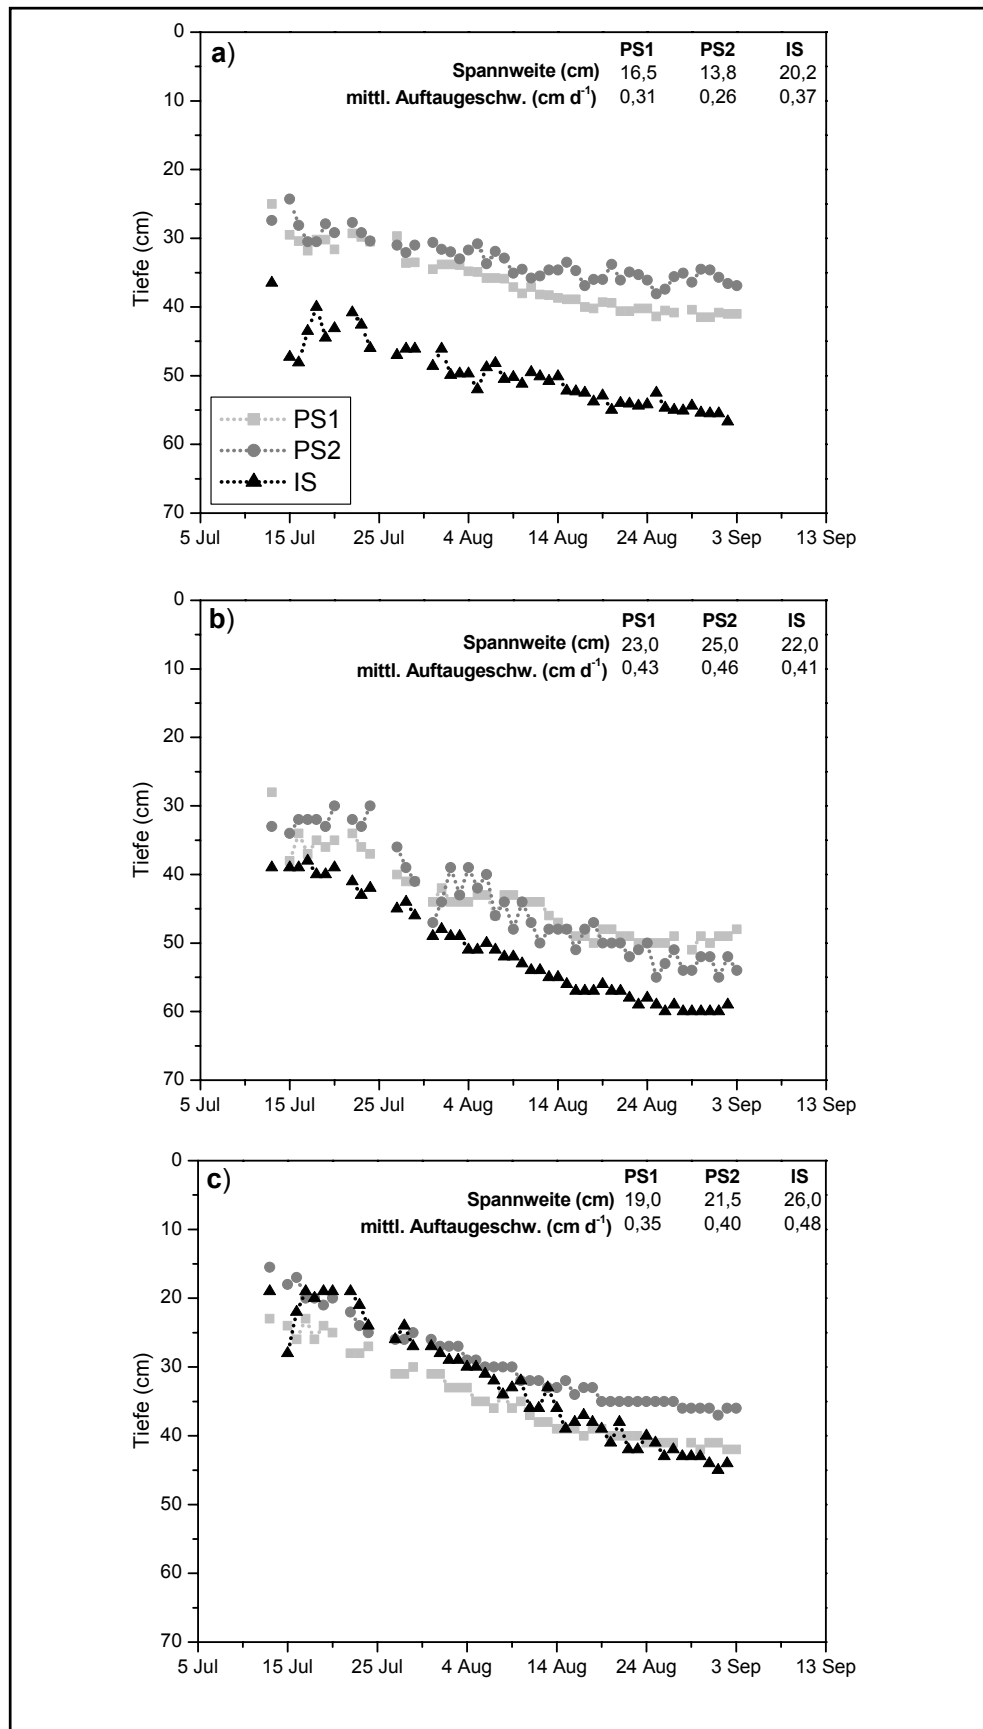 a)
PS1 PS2 IS
Spannweite (cm) 16,5 13,8 20,2
mittl. Auftaugeschw. (cm d-1) 0,31 0,26 0,37
0
10
20
30
40
50
60
70
Tiefe (cm)
PS1
PS2
IS
5 Jul 15 Jul 25 Jul 4 Aug 14 Aug 24 Aug 3 Sep 13 Sep
b)
PS1 PS2 IS
Spannweite (cm) 23,0 25,0 22,0
mittl. Auftaugeschw. (cm d-1) 0,43 0,46 0,41
0
10
20
30
40
50
60
70
Tiefe (cm)
5 Jul 15 Jul 25 Jul 4 Aug 14 Aug 24 Aug 3 Sep 13 Sep
c)
PS1 PS2 IS
Spannweite (cm) 19,0 21,5 26,0
mittl. Auftaugeschw. (cm d-1) 0,35 0,40 0,48
0
10
20
30
40
50
60
70
Tiefe (cm)
5 Jul 15 Jul 25 Jul 4 Aug 14 Aug 24 Aug 3 Sep 13 Sep